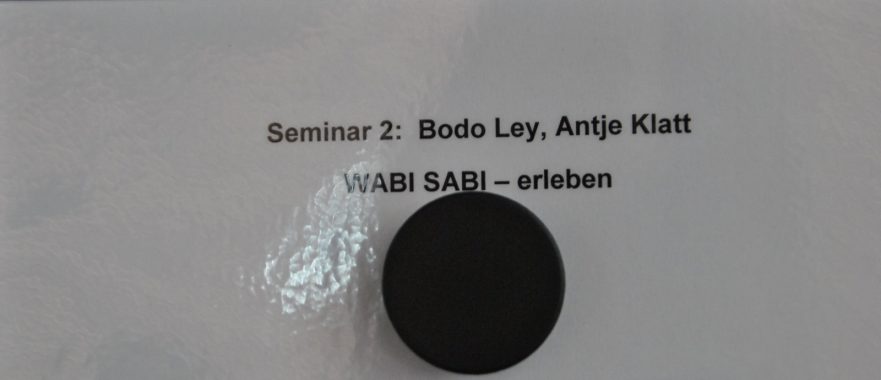 Seminar 2: Bodo Ley, Antje Klatt
WABI SABI – erleben